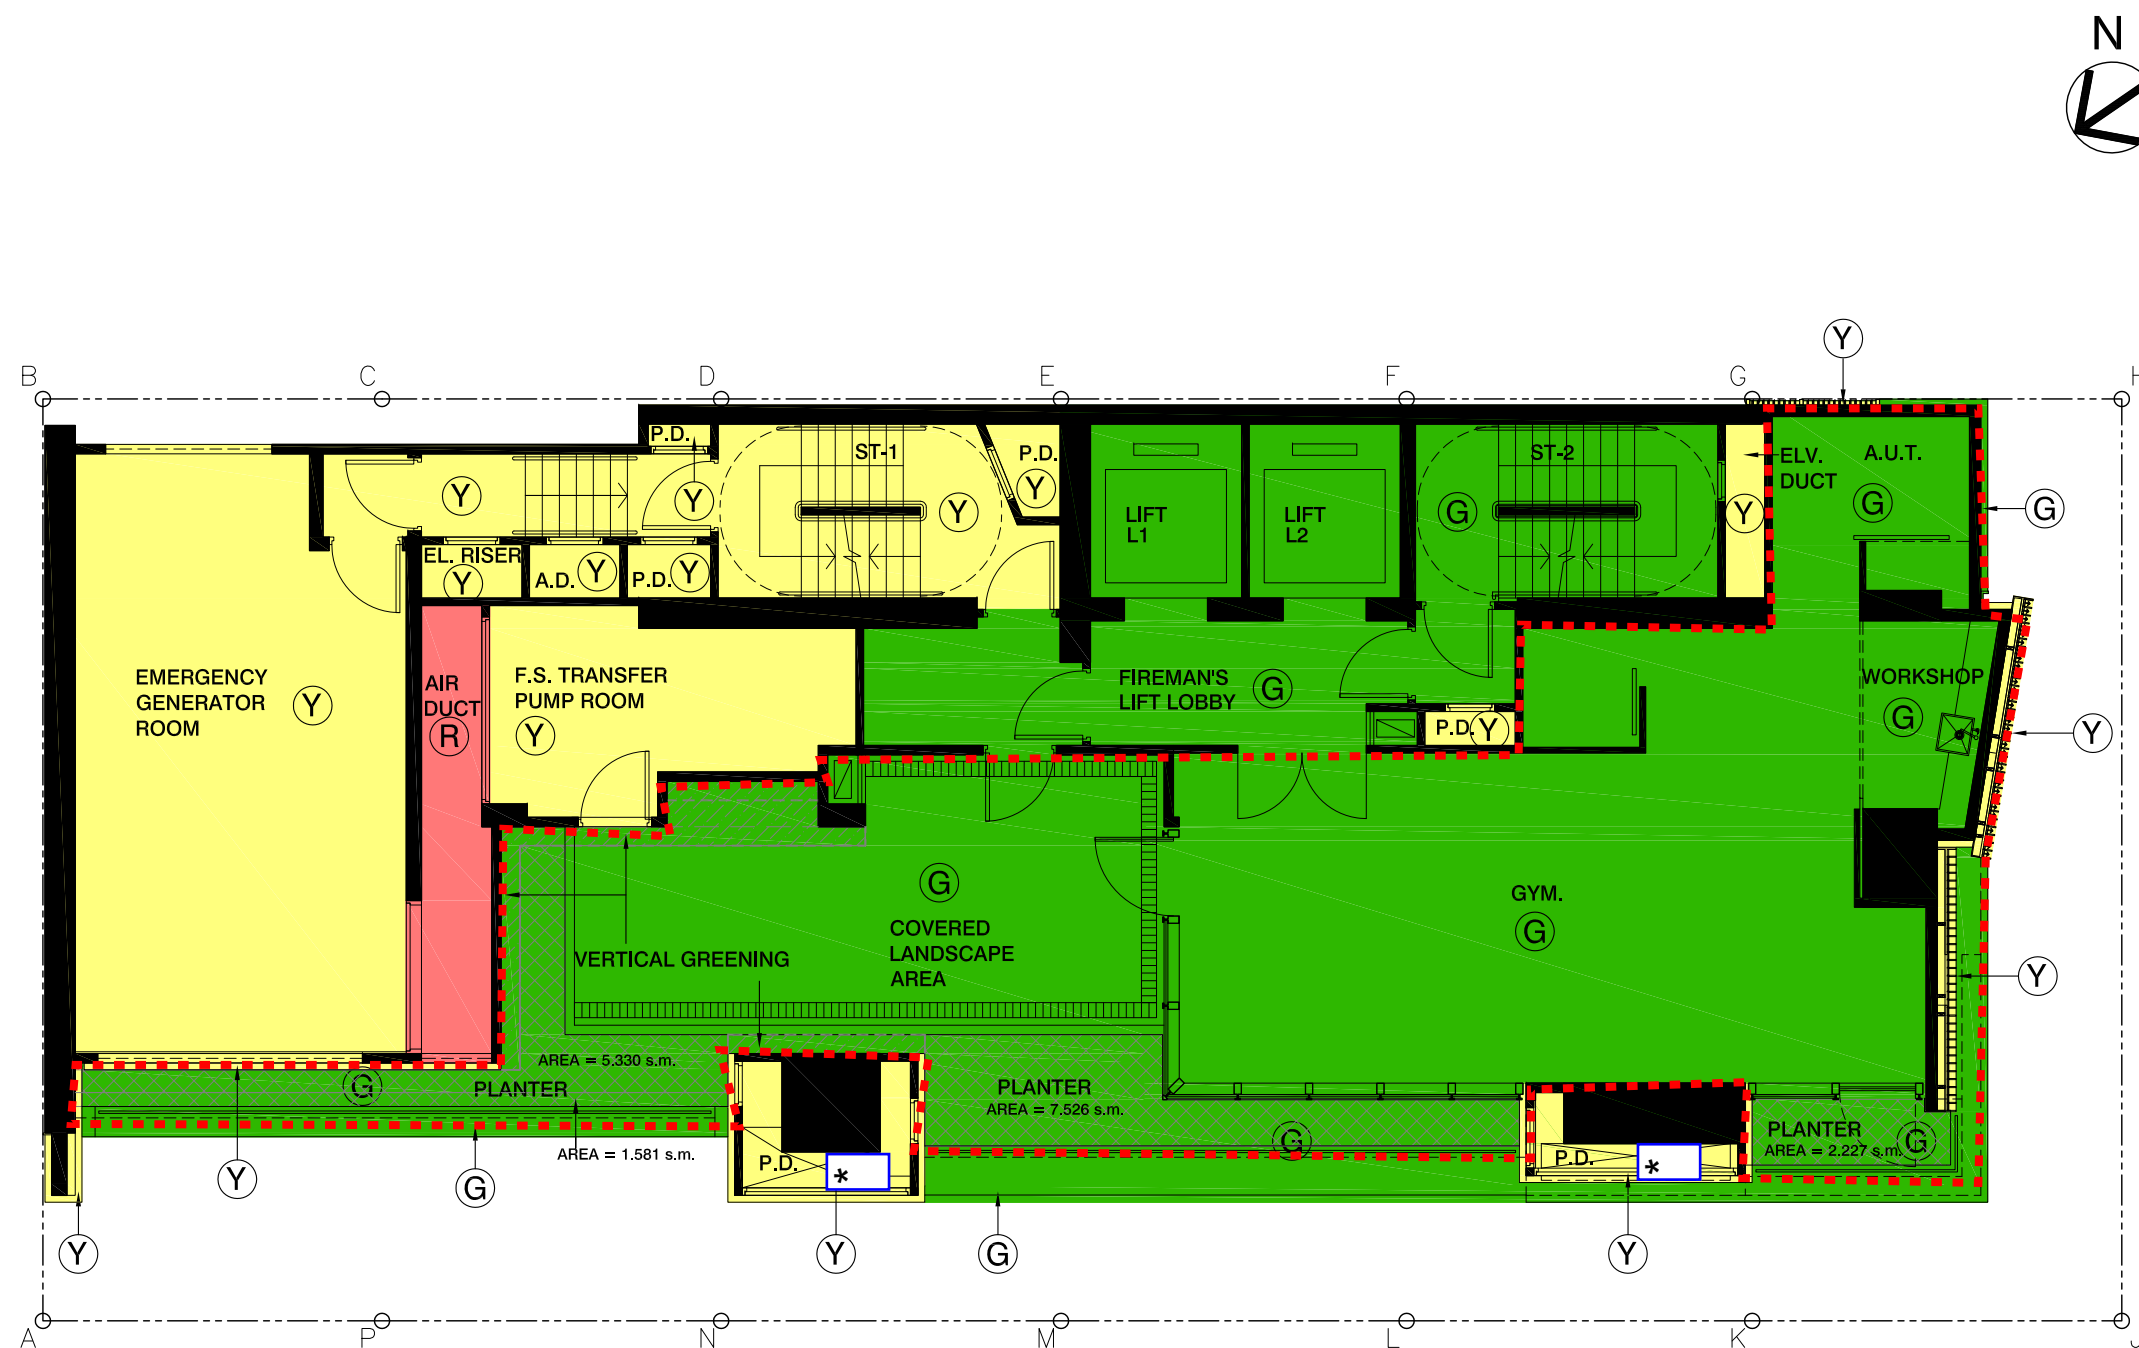 N
Y
B
C
D
E
F
G
H
P.D.
ST-1
P.D.
Y
Y
Y
Y
EL. RISER
Y
A.D.
Y
P.D.
Y
LIFT
L1
LIFT
L2
ST-2
G
Y
ELV.
DUCT
A.U.T.
G
G
EMERGENCY
GENERATOR
ROOM
Y
AIR
DUCT
R
F.S. TRANSFER
PUMP ROOM
Y
FIREMAN'S
LIFT LOBBY
G
P.D.
Y
WORKSHOP
G
Y
G
COVERED
LANDSCAPE
AREA
VERTICAL GREENING
GYM.
G
Y
AREA = 5.330 s.m.
G
PLANTER
PLANTER
AREA = 7.526 s.m.
G
PLANTER
AREA = 2.227 s.m.
G
AREA = 1.581 s.m.
P.D.
*
P.D.
*
Y
G
Y
Y
G
Y
A
P
N
M
L
K
J